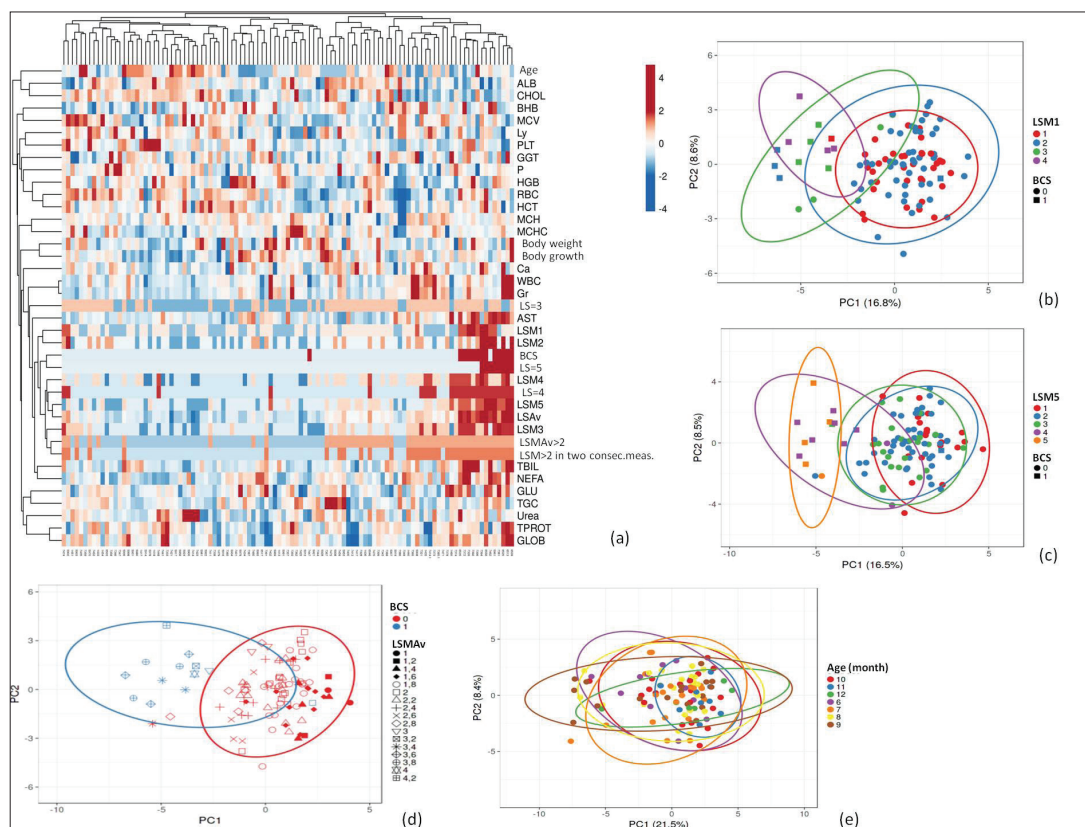 Age
ALB
CHOL
BHB
MCV
Ly
PLT
GGT
P
HGB
RBC
HCT
MCH
MCHC
Body weight
Body growth
Ca
WBC
Gr
LS=3
AST
LSM1
LSM2
BCS
LS=5
LSM4
LS=4
LSM5
LSAv
LSM3
LSMAv>2
LSM>2 in two consec.meas.
TBIL
NEFA
GLU
TGC
Urea
TPROT
GLOB
4
2
0
-2
-4
(a)
6
3
0
-3
-6
PC2 (8.6%)
-5
0
5
PC1 (16.8%)
LSM1
1
2
3
4
BCS
0
1
(b)
4
0
-4
PC2 (8.5%)
-10
-5
0
5
PC1 (16.5%)
LSM5
1
2
3
4
5
BCS
0
1
(c)
6
3
0
-3
-6
PC2
-10
-5
0
5
PC1
(d)
BCS
0
1
LSMAv
1
1,2
1,4
1,6
1,8
2
2,2
2,4
2,6
2,8
3
3,2
3,4
3,6
3,8
4
4,2
5
0
-5
PC2 (8.4%)
-10
-5
0
5
10
PC1 (21.5%)
Age (month)
10
11
12
6
7
8
9
(e)